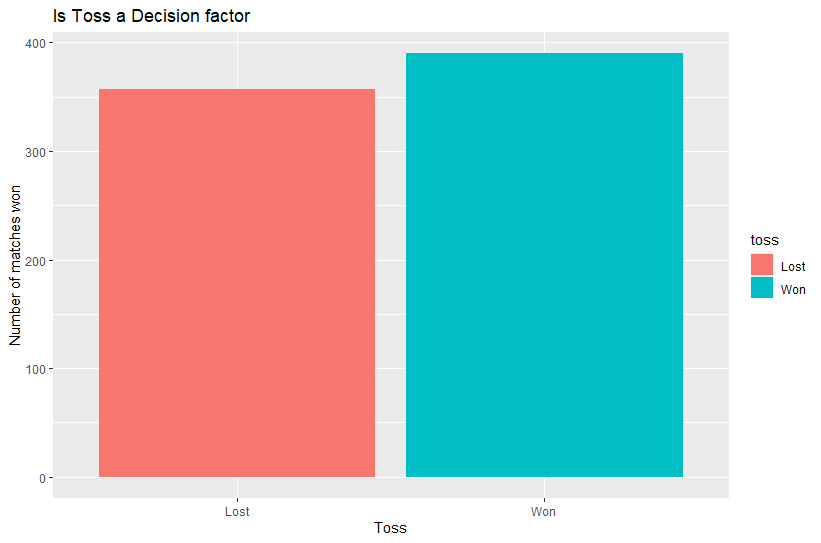 Is Toss a Decision factor
400
300
200
100
0
Number of matches won
Lost
Won
Toss
toss
Lost
Won